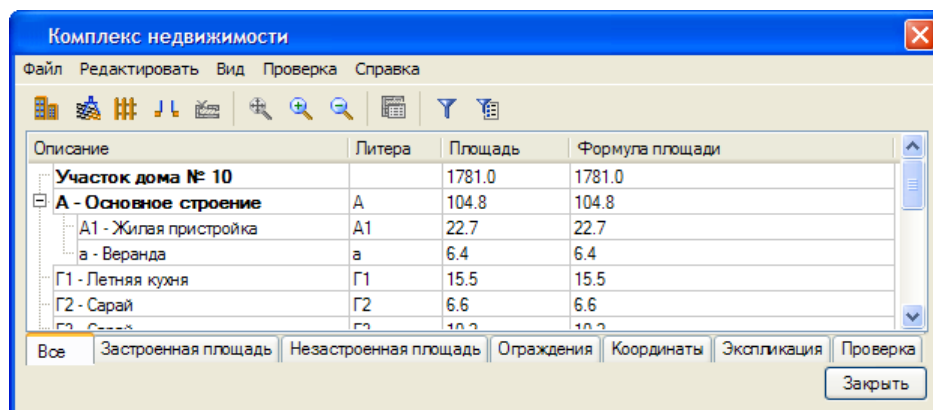 Комплекс недвижимости
Файл Редактировать Вид Проверка Справка
Описание Литера Площадь Формула площади
Участок дома № 10 1781.0 1781.0
А - Основное строение А 104.8 104.8
А1 - Жилая пристройка А1 22.7 22.7
а - Веранда а 6.4 6.4
Г1 - Летняя кухня Г1 15.5 15.5
Г2 - Сарай Г2 6.6 6.6
Все Застроенная площадь Незастроенная площадь Ограждения Координаты Экспликация Проверка
Закрыть